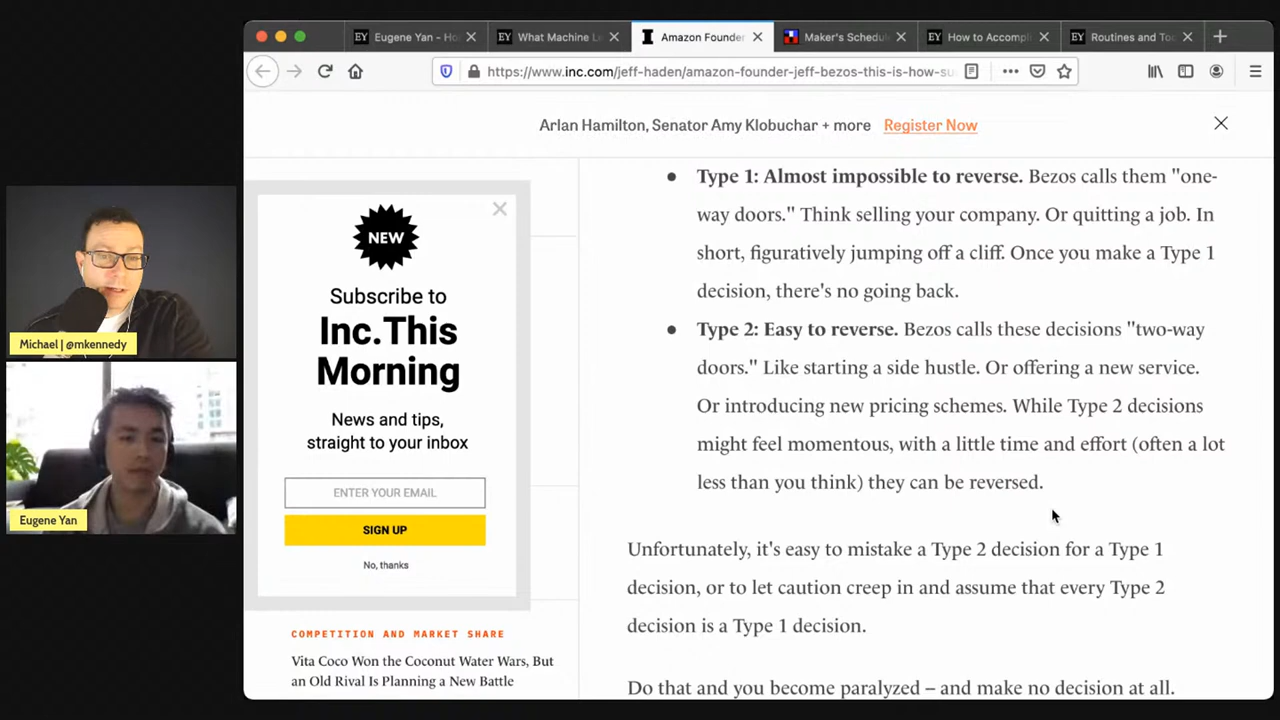 EY Eugene Yan - Ho
EY What Machine Le
Amazon Founder
Maker's Schedule
EY How to Accompli
EY Routines and Too
https://www.inc.com/jeff-haden/amazon-founder-jeff-bezos-this-is-how-su
Arlan Hamilton, Senator Amy Klobuchar + more Register Now
Michael | @mkennedy
Eugene Yan
NEW
Subscribe to
Inc.This
Morning
News and tips,
straight to your inbox
ENTER YOUR EMAIL
SIGN UP
No, thanks
COMPETITION AND MARKET SHARE
Vita Coco Won the Coconut Water Wars, But
an Old Rival Is Planning a New Battle
• Type 1: Almost impossible to reverse. Bezos calls them "one-
way doors." Think selling your company. Or quitting a job. In
short, figuratively jumping off a cliff. Once you make a Type 1
decision, there's no going back.
• Type 2: Easy to reverse. Bezos calls these decisions "two-way
doors." Like starting a side hustle. Or offering a new service.
Or introducing new pricing schemes. While Type 2 decisions
might feel momentous, with a little time and effort (often a lot
less than you think) they can be reversed.
Unfortunately, it's easy to mistake a Type 2 decision for a Type 1
decision, or to let caution creep in and assume that every Type 2
decision is a Type 1 decision.
Do that and you become paralyzed – and make no decision at all.